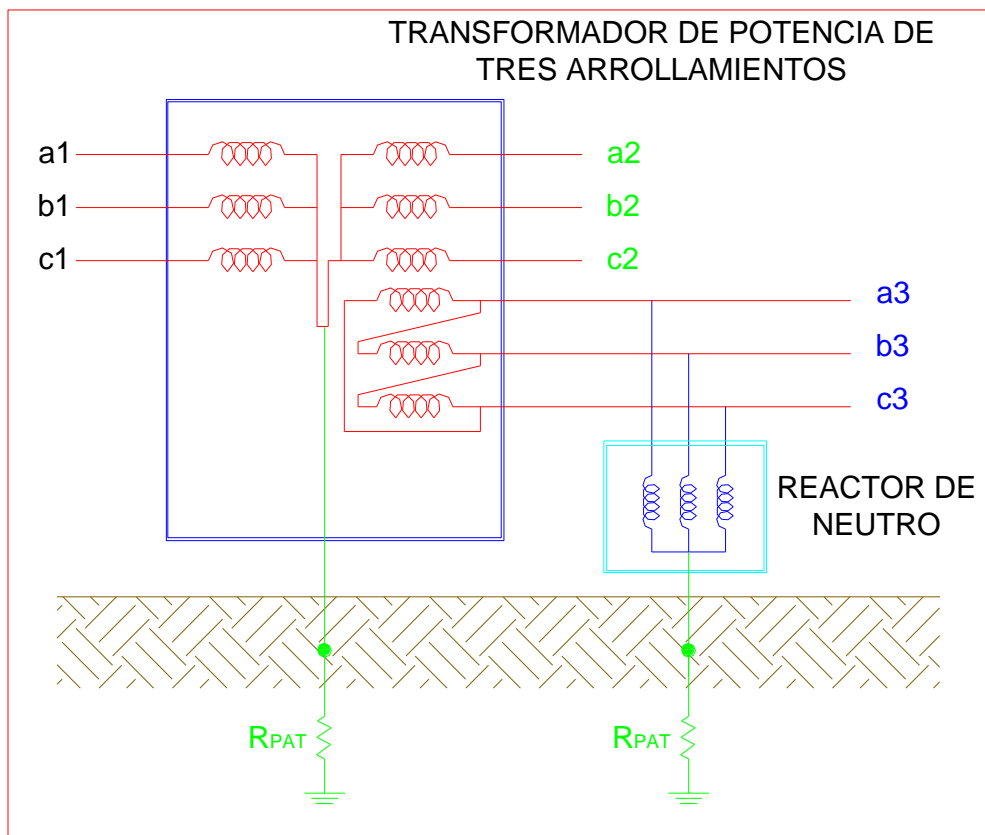 TRANSFORMADOR DE POTENCIA DE
TRES ARROLLAMIENTOS
a1
a2
b1
b2
c1
c2
a3
b3
c3
REACTOR DE
NEUTRO
RPAT
RPAT